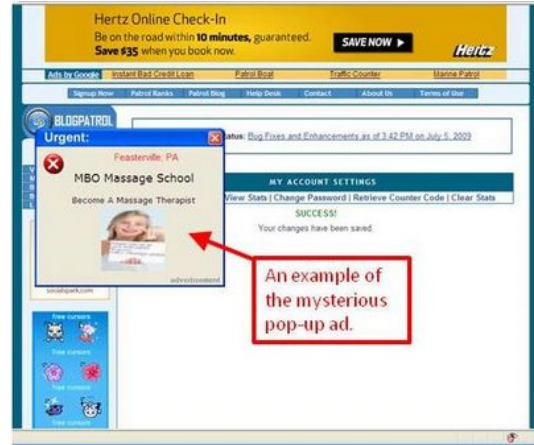 Hertz Online Check-In
Be on the road within 10 minutes, guaranteed.
Save $35 when you book now.
SAVE NOW
Hertz
Ads by Google Instant Bad Credit Loan Patrol Boat Traffic Counter Marine Patrol
Signup Now Patrol Ranks Patrol Blog Help Desk Contact About Us Terms of Use
BLOGPATROL
Urgent:
Feasterville, PA
MBO Massage School
Become A Massage Therapist
advertisement
atus: Bug Fixes and Enhancements as of 3:42 PM on July 5, 2009
MY ACCOUNT SETTINGS
View Stats | Change Password | Retrieve Counter Code | Clear Stats
SUCCESS!
Your changes have been saved.
An example of
the mysterious
pop-up ad.
socialspark.com
free cursors
free cursors
free cursors